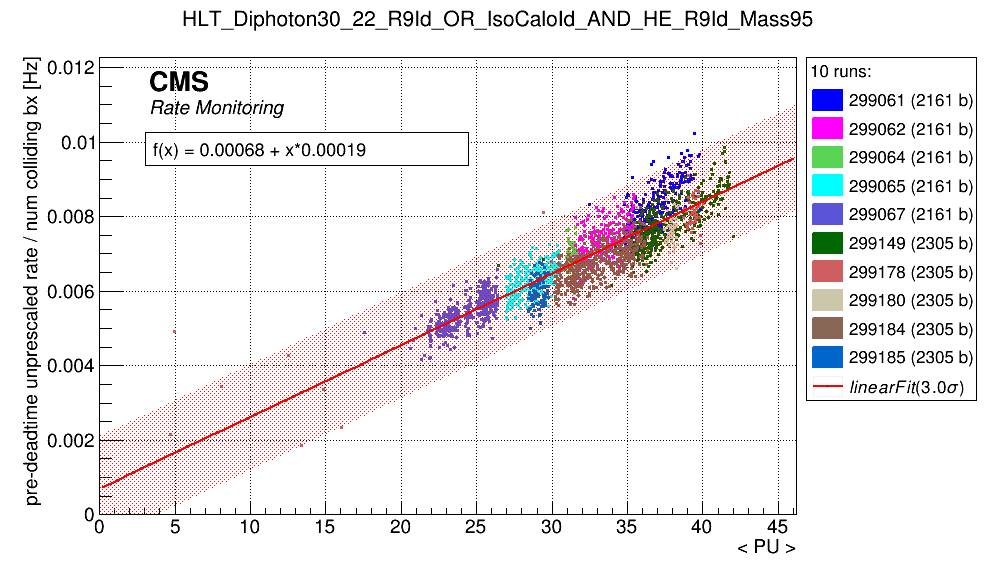 HLT_Diphoton30_22_R9Id_OR_IsoCaloId_AND_HE_R9Id_Mass95
pre-deadtime unprescaled rate / num colliding bx [Hz]
0.012
0.01
0.008
0.006
0.004
0.002
0
CMS
Rate Monitoring
f(x) = 0.00068 + x*0.00019
0 5 10 15 20 25 30 35 40 45
< PU >
10 runs:
299061 (2161 b)
299062 (2161 b)
299064 (2161 b)
299065 (2161 b)
299067 (2161 b)
299149 (2305 b)
299178 (2305 b)
299180 (2305 b)
299184 (2305 b)
299185 (2305 b)
linearFit(3.0σ)